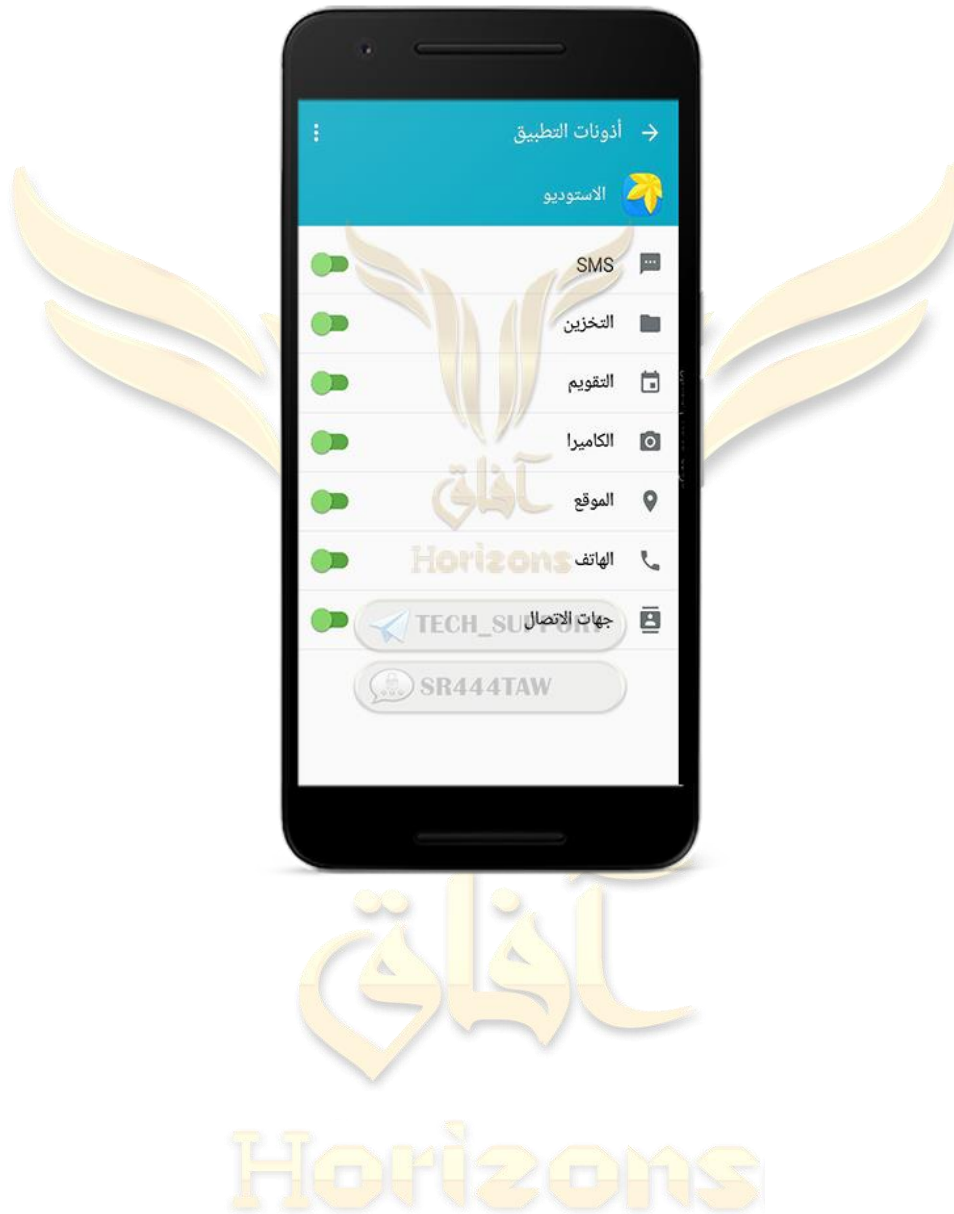 أذونات التطبيق
الاستوديو
SMS
التخزين
التقويم
الكاميرا
الموقع
آفاق
الهاتف
Horizons
جهات الاتصال
TECH_SUPPORT
SR444TAW
آفاق
Horizons